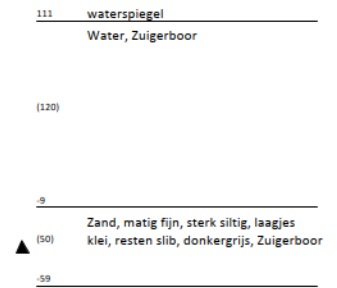 111 waterspiegel
Water, Zuigerboor
(120)
-9
Zand, matig fijn, sterk siltig, laagjes
(50) klei, resten slib, donkergrijs, Zuigerboor
-59